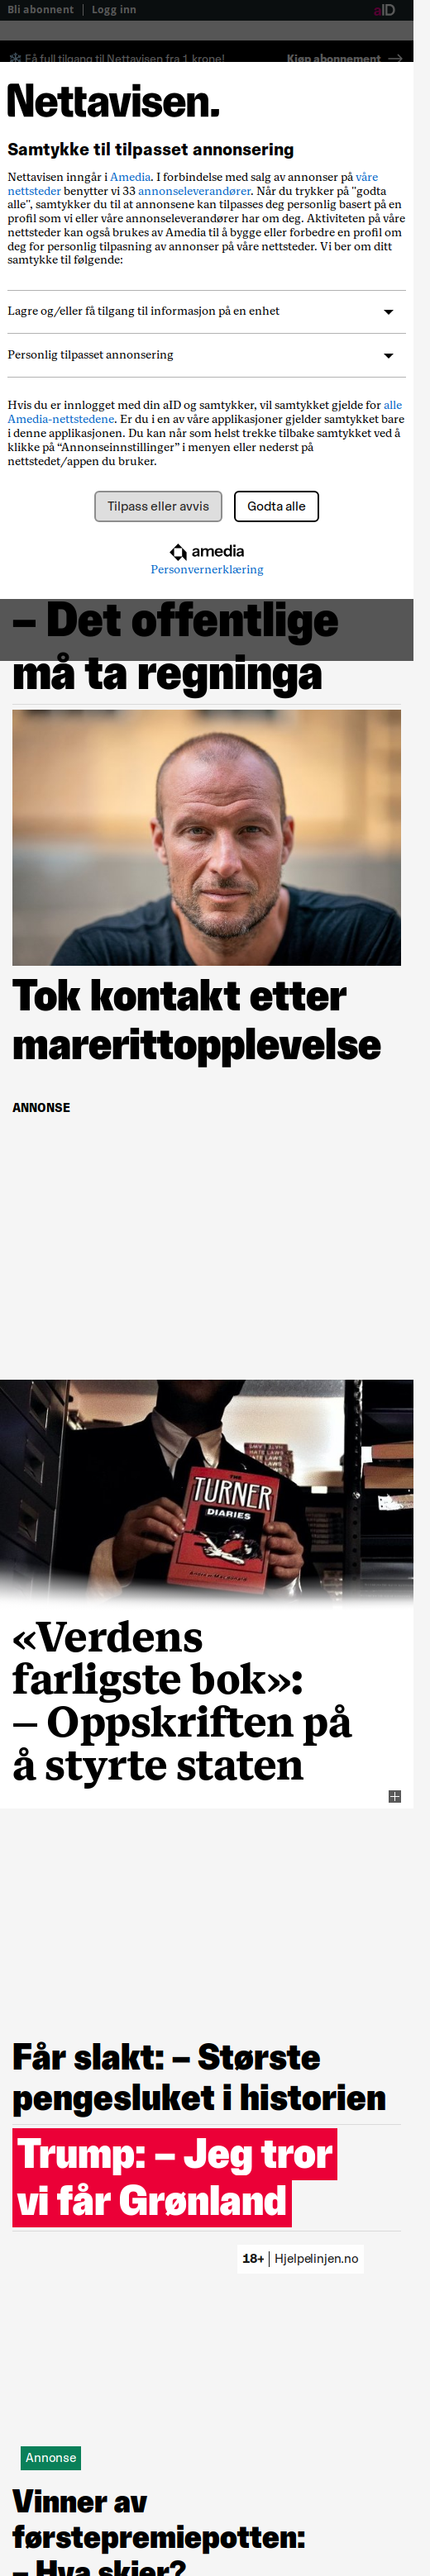 Bli abonnent | Logg inn
aID
Få full tilgang til Nettavisen fra 1 krone!
Kjøp abonnement →
Nettavisen.
Samtykke til tilpasset annonsering
Nettavisen inngår i Amedia. I forbindelse med salg av annonser på våre
nettsteder benytter vi 33 annonseleverandører. Når du trykker på "godta
alle", samtykker du til at annonsene kan tilpasses deg personlig basert på en
profil som vi eller våre annonseleverandører har om deg. Aktiviteten på våre
nettsteder kan også brukes av Amedia til å bygge eller forbedre en profil om
deg for personlig tilpasning av annonser på våre nettsteder. Vi ber om ditt
samtykke til følgende:
Lagre og/eller få tilgang til informasjon på en enhet
Personlig tilpasset annonsering
Hvis du er innlogget med din aID og samtykker, vil samtykket gjelde for alle
Amedia-nettstedene. Er du i en av våre applikasjoner gjelder samtykket bare
i denne applikasjonen. Du kan når som helst trekke tilbake samtykket ved å
klikke på “Annonseinnstillinger” i menyen eller nederst på
nettstedet/appen du bruker.
Tilpass eller avvis
Godta alle
amedia
Personvernerklæring
– Det offentlige
må ta regninga
Tok kontakt etter
marerittopplevelse
ANNONSE
THE
TURNER
DIARIES
«Verdens
farligste bok»:
– Oppskriften på
å styrte staten
Får slakt: – Største
pengesluket i historien
Trump: – Jeg tror
vi får Grønland
18+ | Hjelpelinjen.no
Annonse
Vinner av
førstepremiepotten:
– Hva skjer?